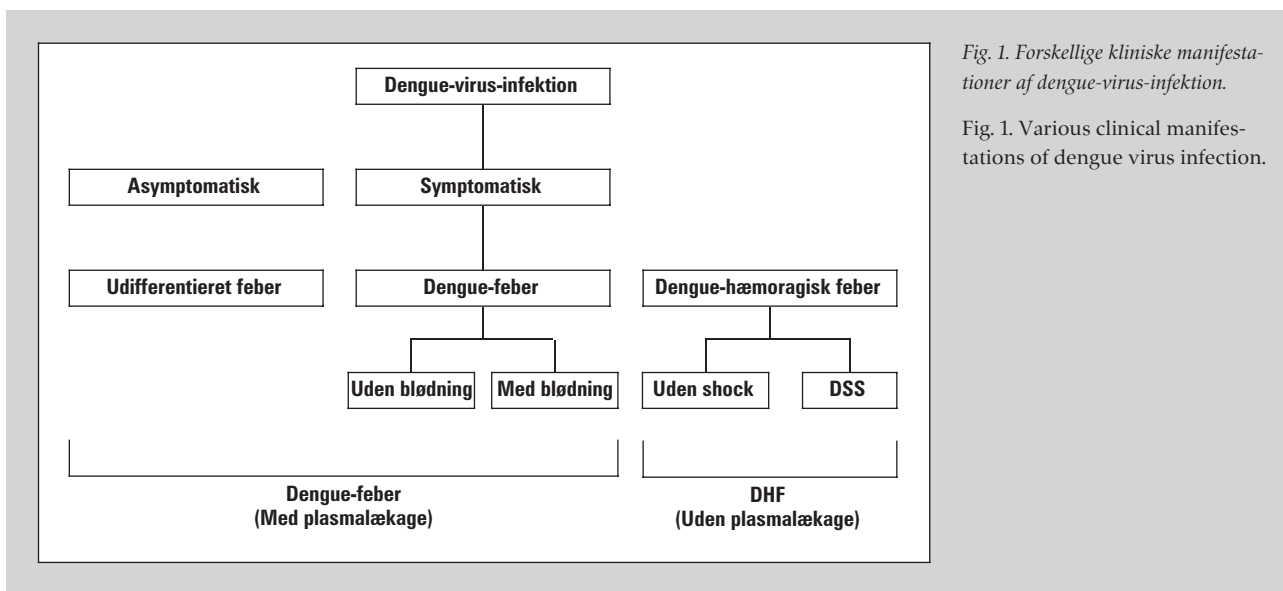 Dengue-virus-infektion
Asymptomatisk
Symptomatisk
Udifferentieret feber
Dengue-feber
Dengue-hæmoragisk feber
Uden blødning
Med blødning
Uden shock
DSS
Dengue-feber
(Med plasmalækage)
DHF
(Uden plasmalækage)
Fig. 1. Forskellige kliniske manifesta-
tioner af dengue-virus-infektion.
Fig. 1. Various clinical manifes-
tations of dengue virus infection.